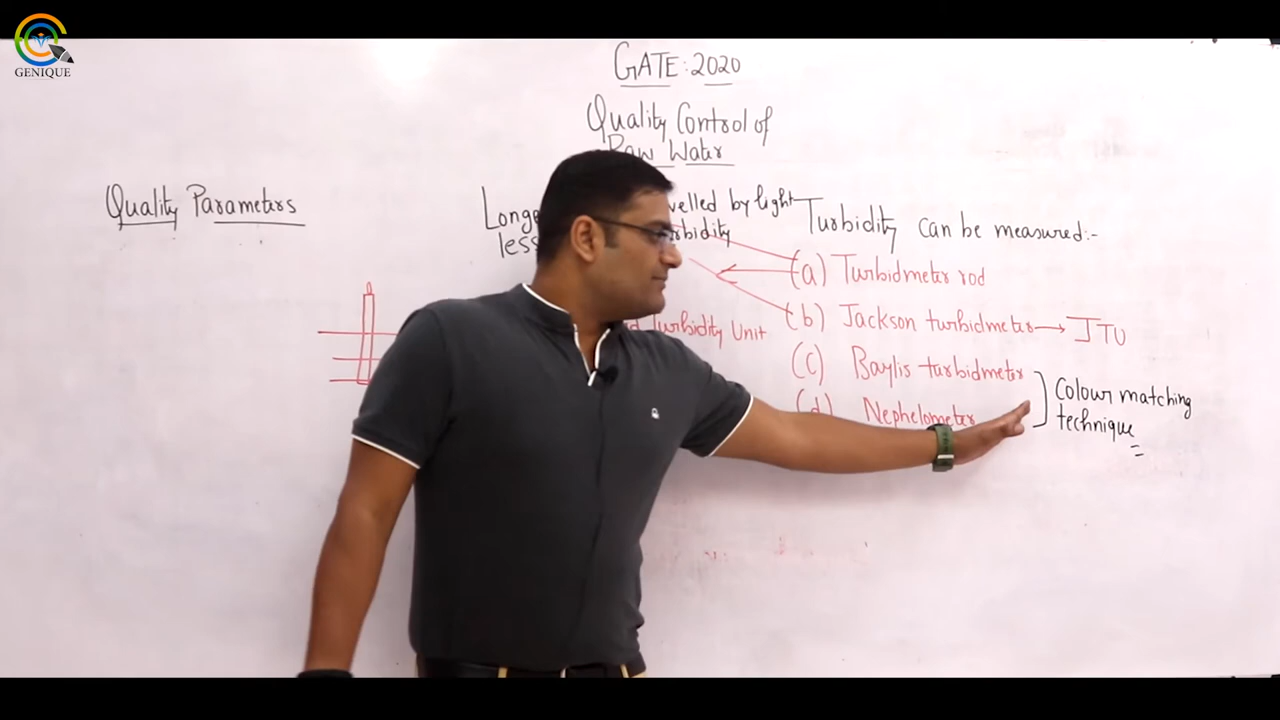 GENIQUE
GATE: 2020
Quality Control of
Raw Water
Quality Parameters
velled by light
less
rbidity
Turbidity Unit
Turbidity can be measured:-
(a) Turbidmeter rod
(b) Jackson turbidmeter → JTU
(c) Baylis turbidmeter
(d) Nephelometer
Colour matching
technique